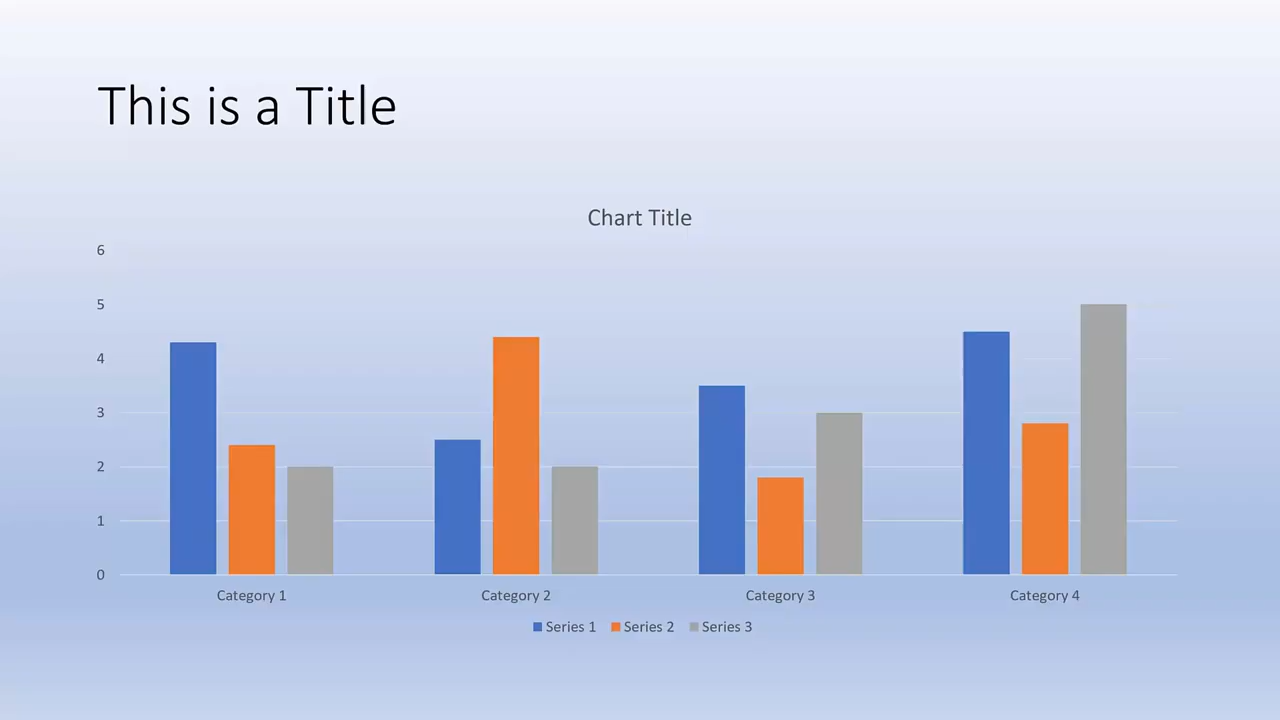 This is a Title
Chart Title
6
5
4
3
2
1
0
Category 1 Category 2 Category 3 Category 4
Series 1 Series 2 Series 3